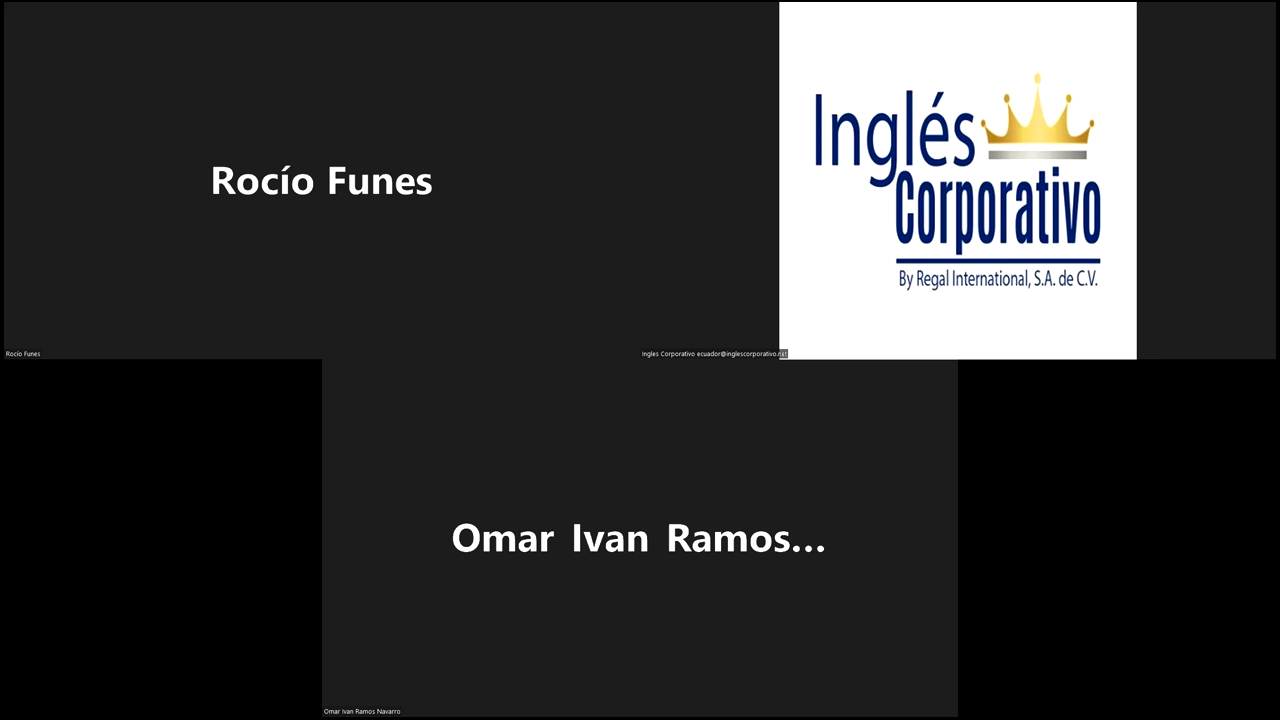 Rocío Funes
Inglés
Corporativo
By Regal International, S.A. de C.V.
Rocío Funes
Ingles Corporativo ecuador@inglescorporativo.net
Omar Ivan Ramos...
Omar Ivan Ramos Navarro